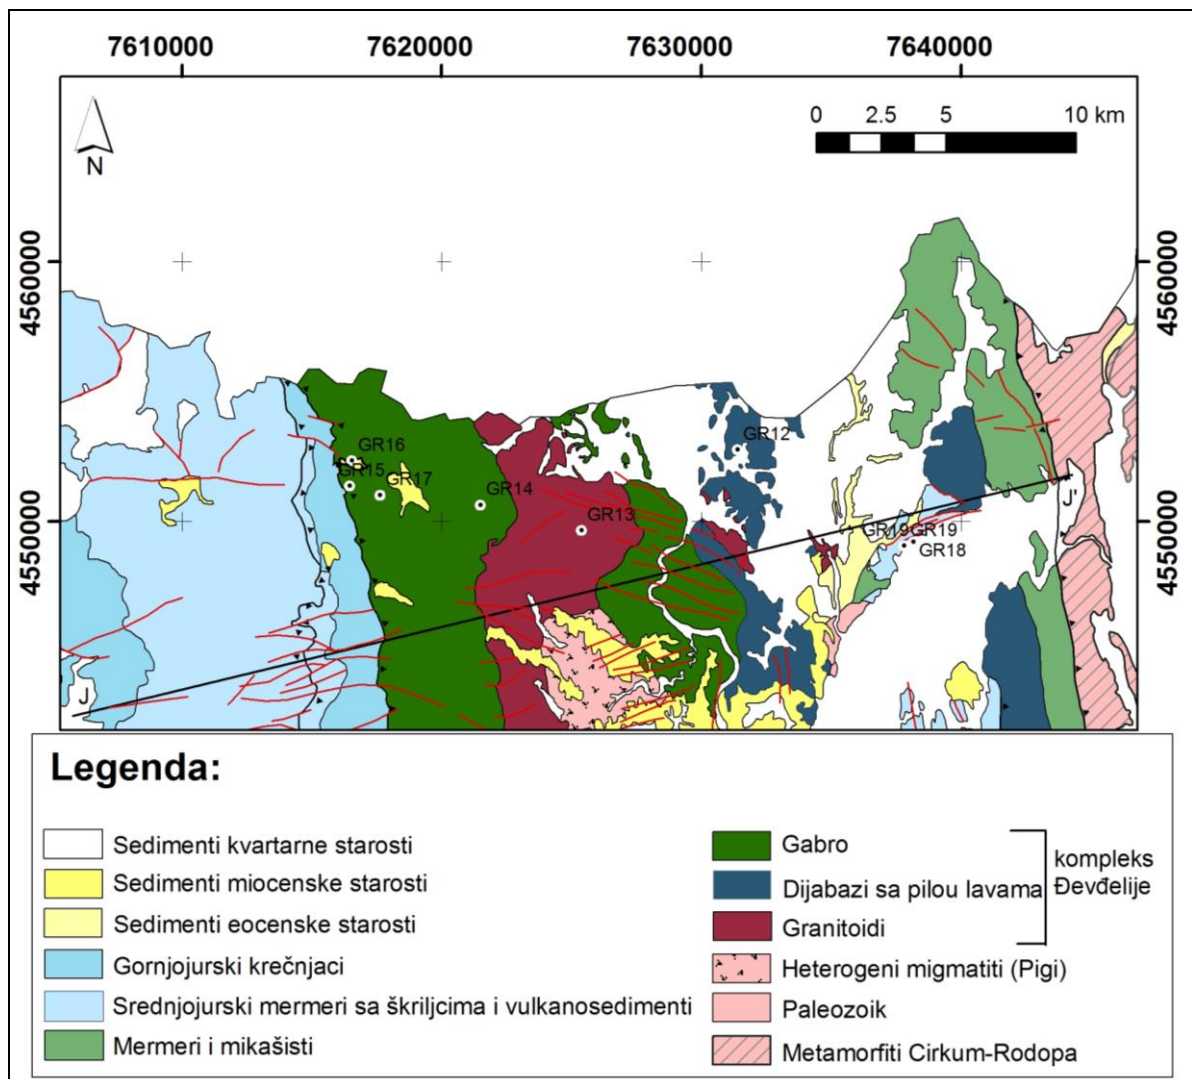 7610000 7620000 7630000 7640000
0 2.5 5 10 km
N
4560000 4560000
GR16
GR12
GR15
GR17
GR14
J'
4550000 4550000
GR13
GR19 GR19
GR18
J
Legenda:
Sedimenti kvartarne starosti
Sedimenti miocenske starosti
Sedimenti eocenske starosti
Gornjojurski krečnjaci
Srednjojurski mermeri sa škriljcima i vulkanosedimenti
Mermeri i mikašisti
Gabro
Dijabazi sa pilou lavama
Granitoidi
kompleks
Đevđelije
Heterogeni migmatiti (Pigi)
Paleozoik
Metamorfiti Cirkum-Rodopa